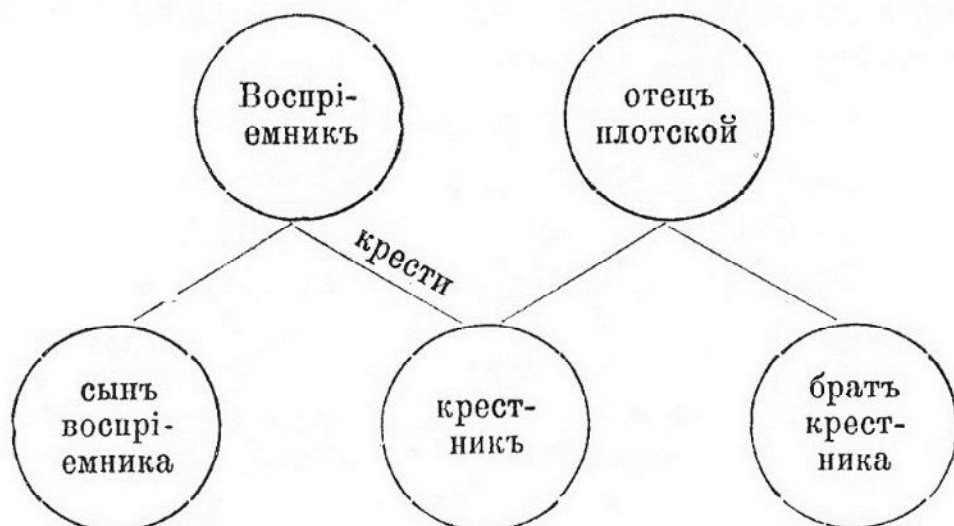 Воспрі-
емникъ
отецъ
плотской
крести
сынъ
воспрі-
емника
крест-
никъ
братъ
крест-
ника